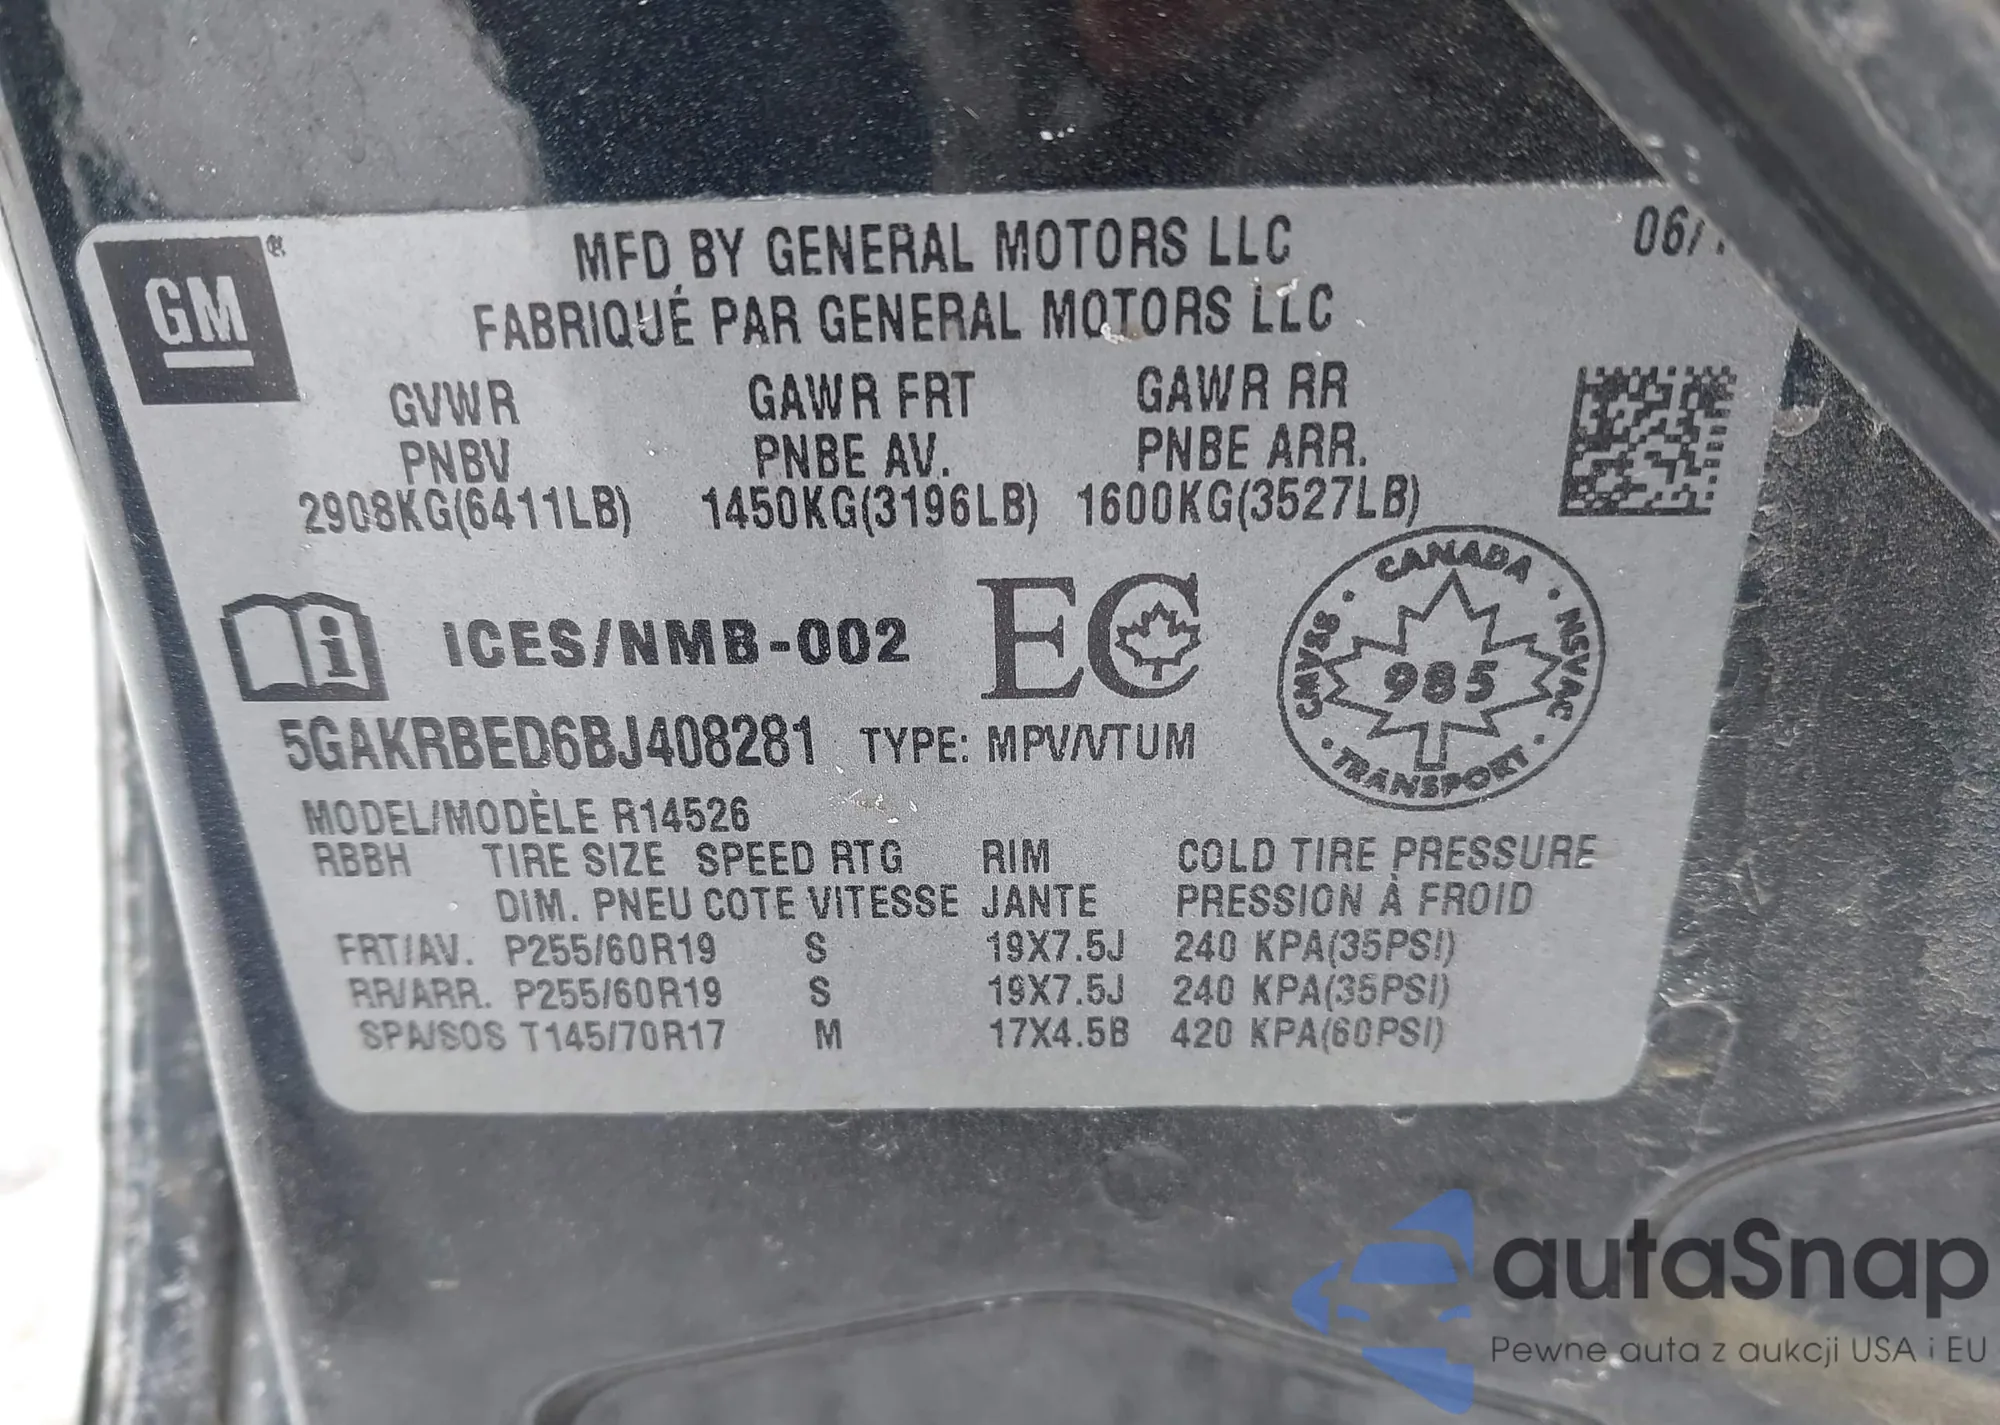 GM®
MFD BY GENERAL MOTORS LLC 06/1
FABRIQUÉ PAR GENERAL MOTORS LLC
GVWR GAWR FRT GAWR RR
PNBV PNBE AV. PNBE ARR.
2908KG(6411LB) 1450KG(3196LB) 1600KG(3527LB)
i ICES/NMB-002 EC
CANADA · NSVAC · TRANSPORT · CMVSS ·
985
5GAKRBED6BJ408281 TYPE: MPV/VTUM
MODEL/MODÈLE R14526
RBBH TIRE SIZE SPEED RTG RIM COLD TIRE PRESSURE
DIM. PNEU COTE VITESSE JANTE PRESSION À FROID
FRT/AV. P255/60R19 S 19X7.5J 240 KPA(35PSI)
RR/ARR. P255/60R19 S 19X7.5J 240 KPA(35PSI)
SPA/SOS T145/70R17 M 17X4.5B 420 KPA(60PSI)
autaSnap
Pewne auta z aukcji USA i EU